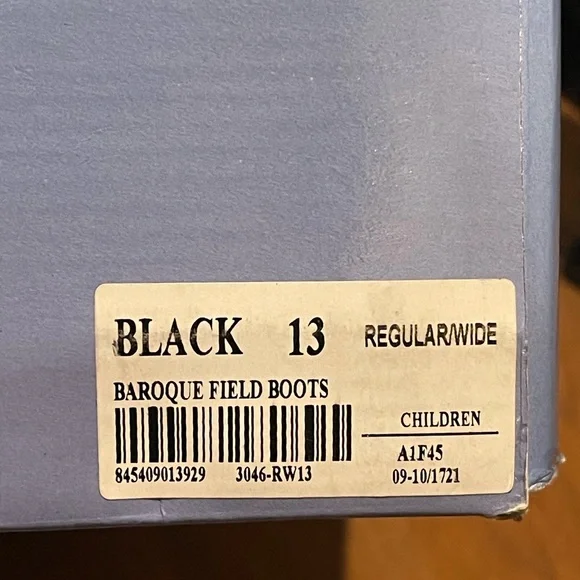 BLACK 13 REGULAR/WIDE
BAROQUE FIELD BOOTS
CHILDREN
845409013929 3046-RW13
A1F45
09-10/1721